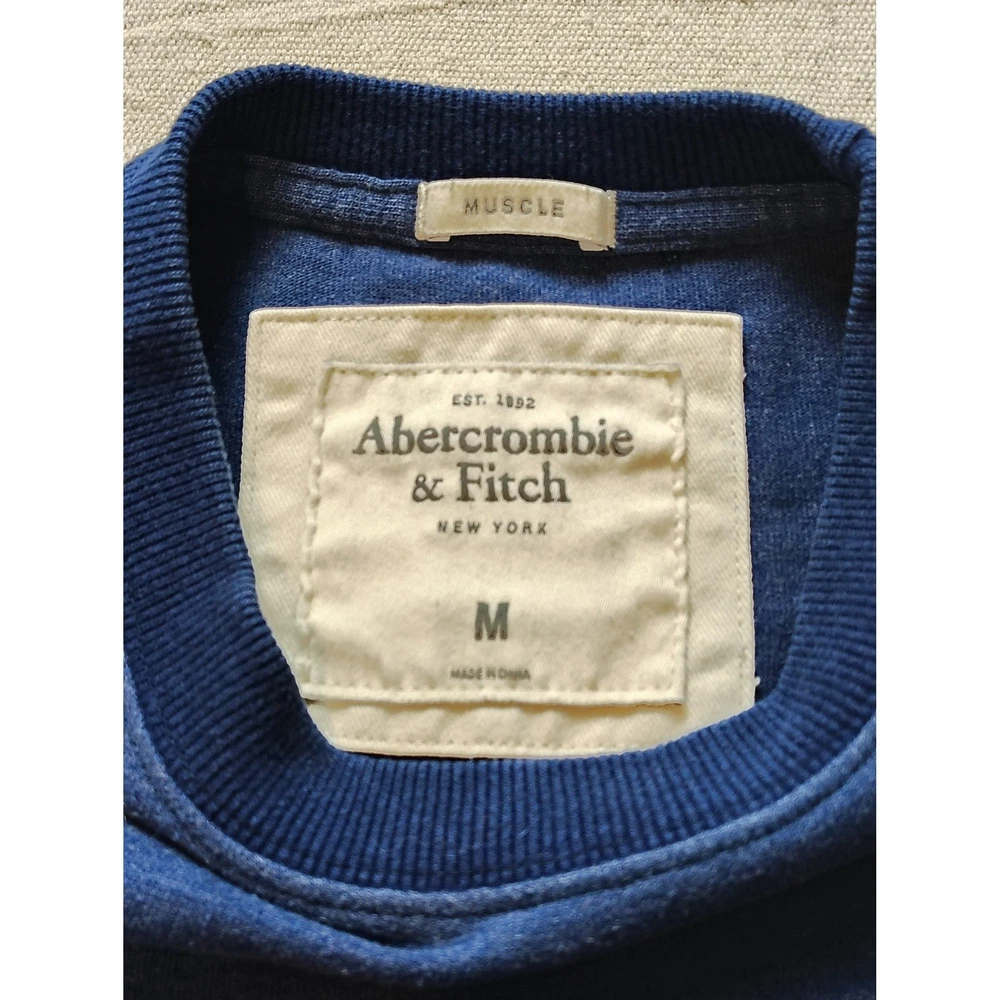 MUSCLE
EST. 1892
Abercrombie
& Fitch
NEW YORK
M
MADE IN CHINA